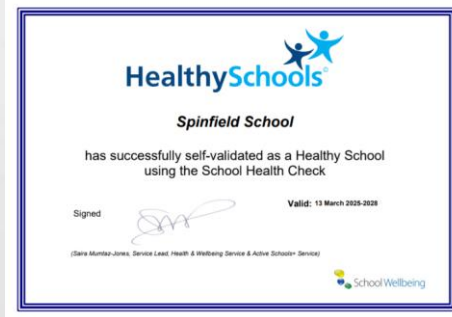 HealthySchools
Spinfield School
has successfully self-validated as a Healthy School
using the School Health Check
Valid: 13 March 2025-2028
Signed
(Saira Mumtaz-Jones, Service Lead, Health & Wellbeing Service & Active Schools+ Service)
School Wellbeing